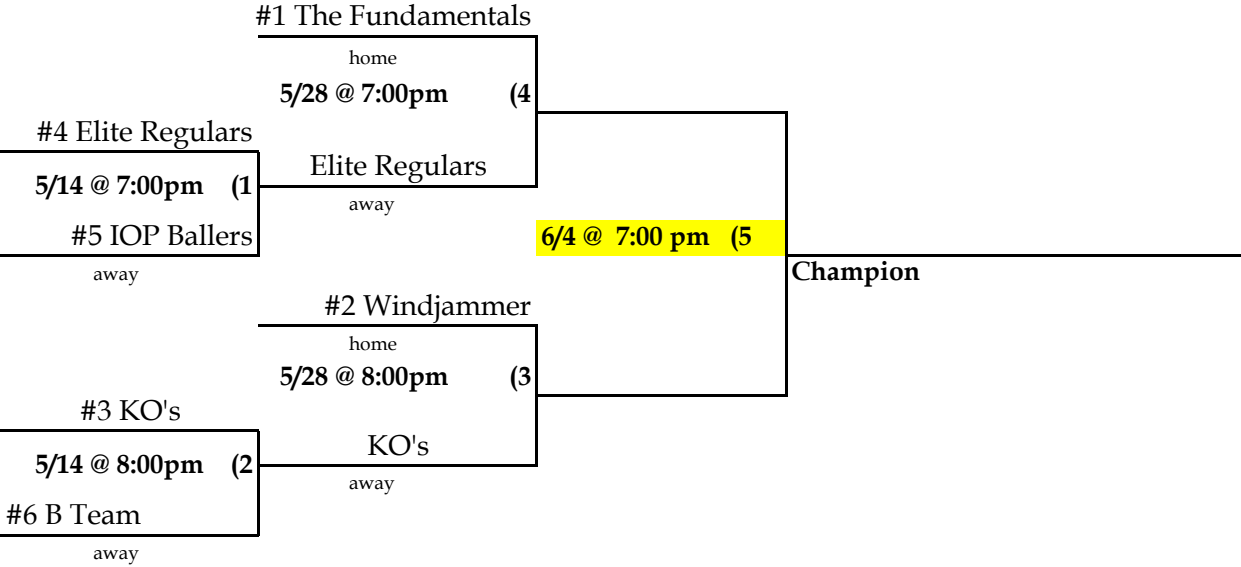 #1 The Fundamentals
home
5/28 @ 7:00pm (4
#4 Elite Regulars
Elite Regulars
5/14 @ 7:00pm (1
away
#5 IOP Ballers
6/4 @ 7:00 pm (5
away
Champion
#2 Windjammer
home
5/28 @ 8:00pm (3
#3 KO's
KO's
5/14 @ 8:00pm (2
away
#6 B Team
away